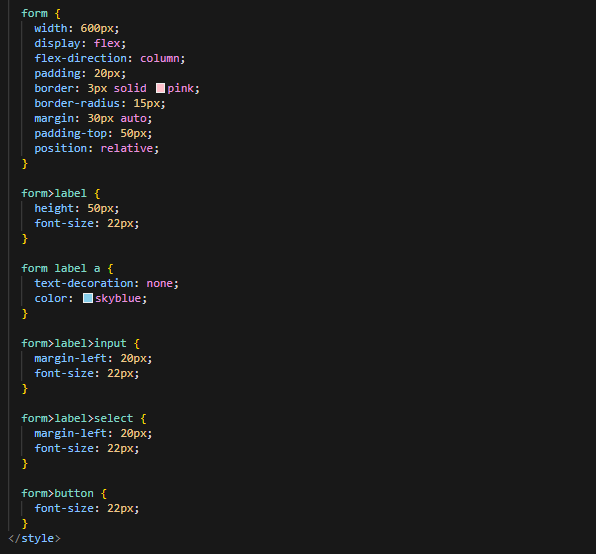 form {
width: 600px;
display: flex;
flex-direction: column;
padding: 20px;
border: 3px solid pink;
border-radius: 15px;
margin: 30px auto;
padding-top: 50px;
position: relative;
}
form>label {
height: 50px;
font-size: 22px;
}
form label a {
text-decoration: none;
color: skyblue;
}
form>label>input {
margin-left: 20px;
font-size: 22px;
}
form>label>select {
margin-left: 20px;
font-size: 22px;
}
form>button {
font-size: 22px;
}
</style>